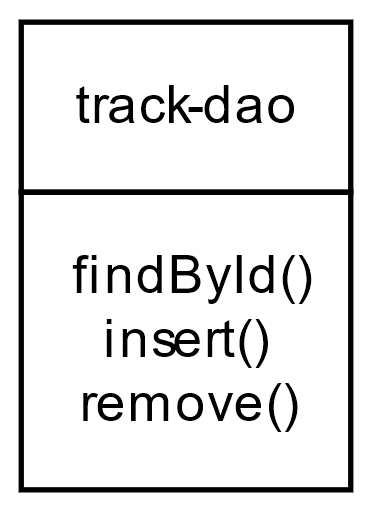 track-dao
findById()
insert()
remove()